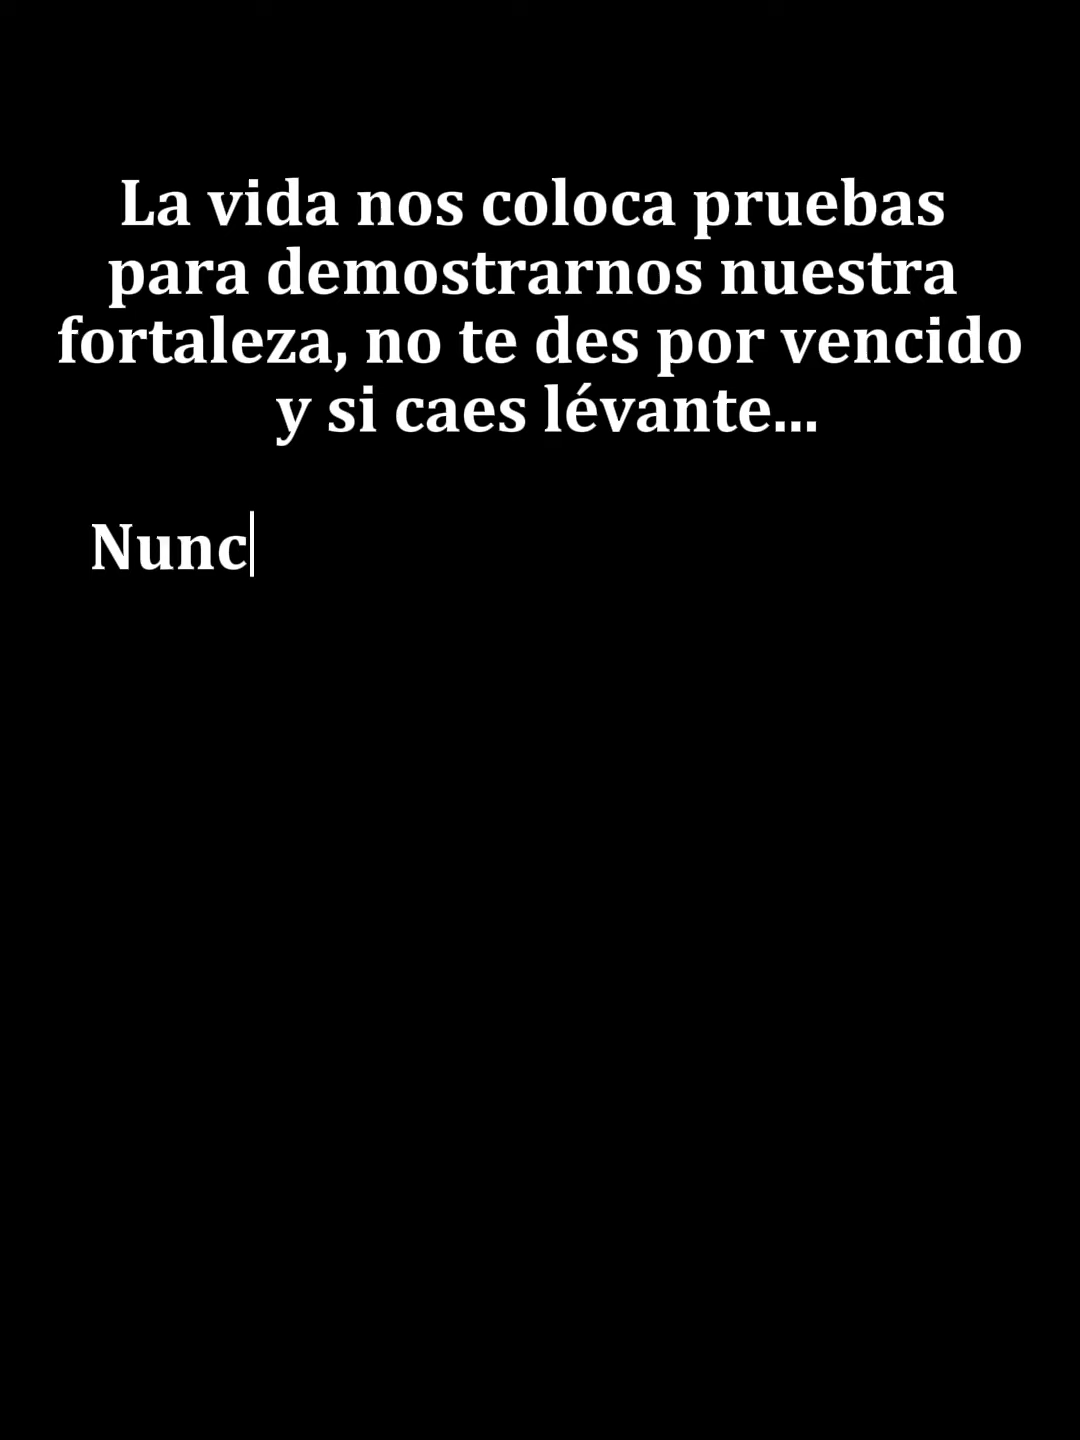 La vida nos coloca pruebas
para demostrarnos nuestra
fortaleza, no te des por vencido
y si caes lévante...
Nunc